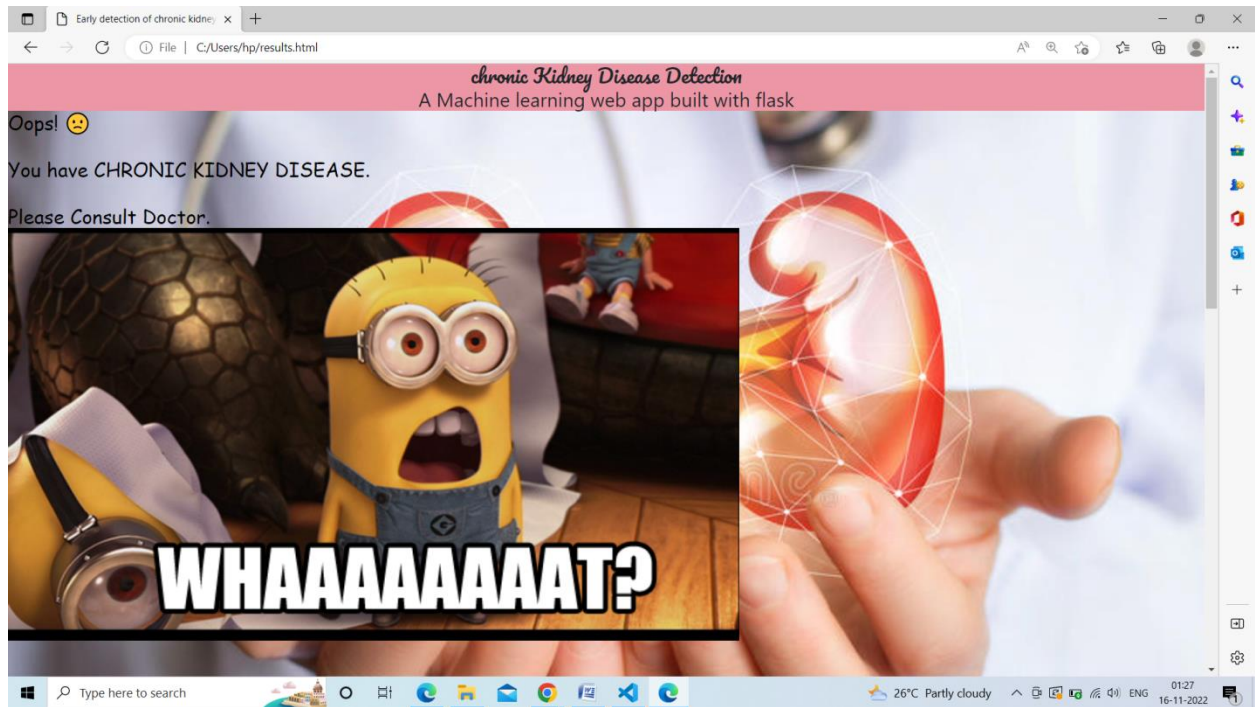 Early detection of chronic kidney
File | C:/Users/hp/results.html
chronic Kidney Disease Detection
A Machine learning web app built with flask
Oops! 🙁
You have CHRONIC KIDNEY DISEASE.
Please Consult Doctor.
WHAAAAAAAAT?
Type here to search
26°C Partly cloudy
ENG
01:27
16-11-2022
1